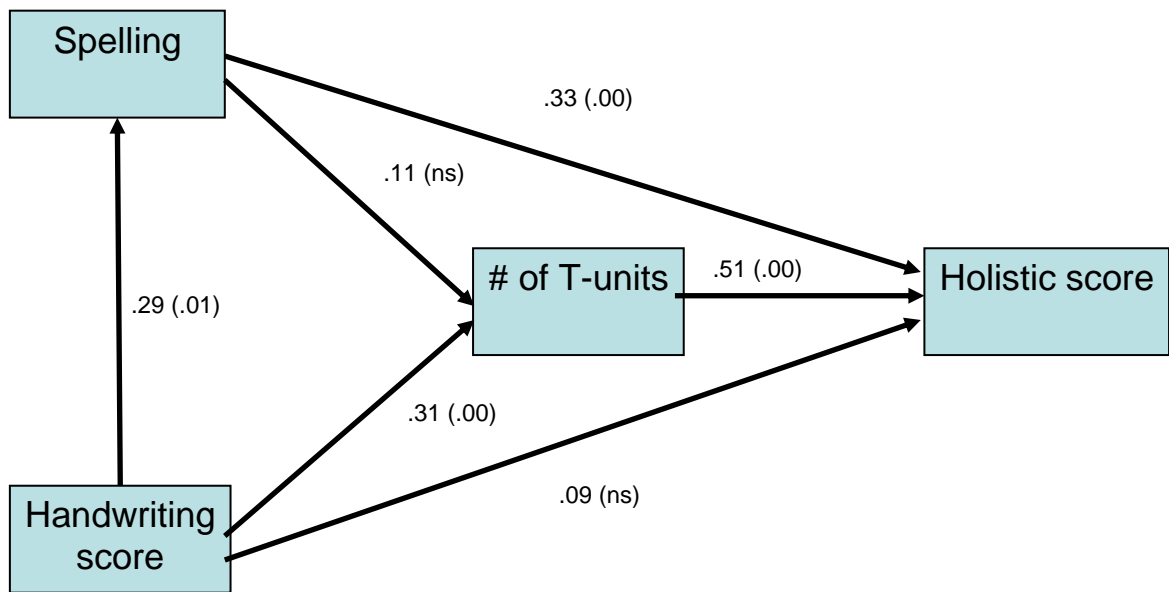 Spelling
.33 (.00)
.11 (ns)
# of T-units
.51 (.00)
Holistic score
.29 (.01)
.31 (.00)
.09 (ns)
Handwriting
score